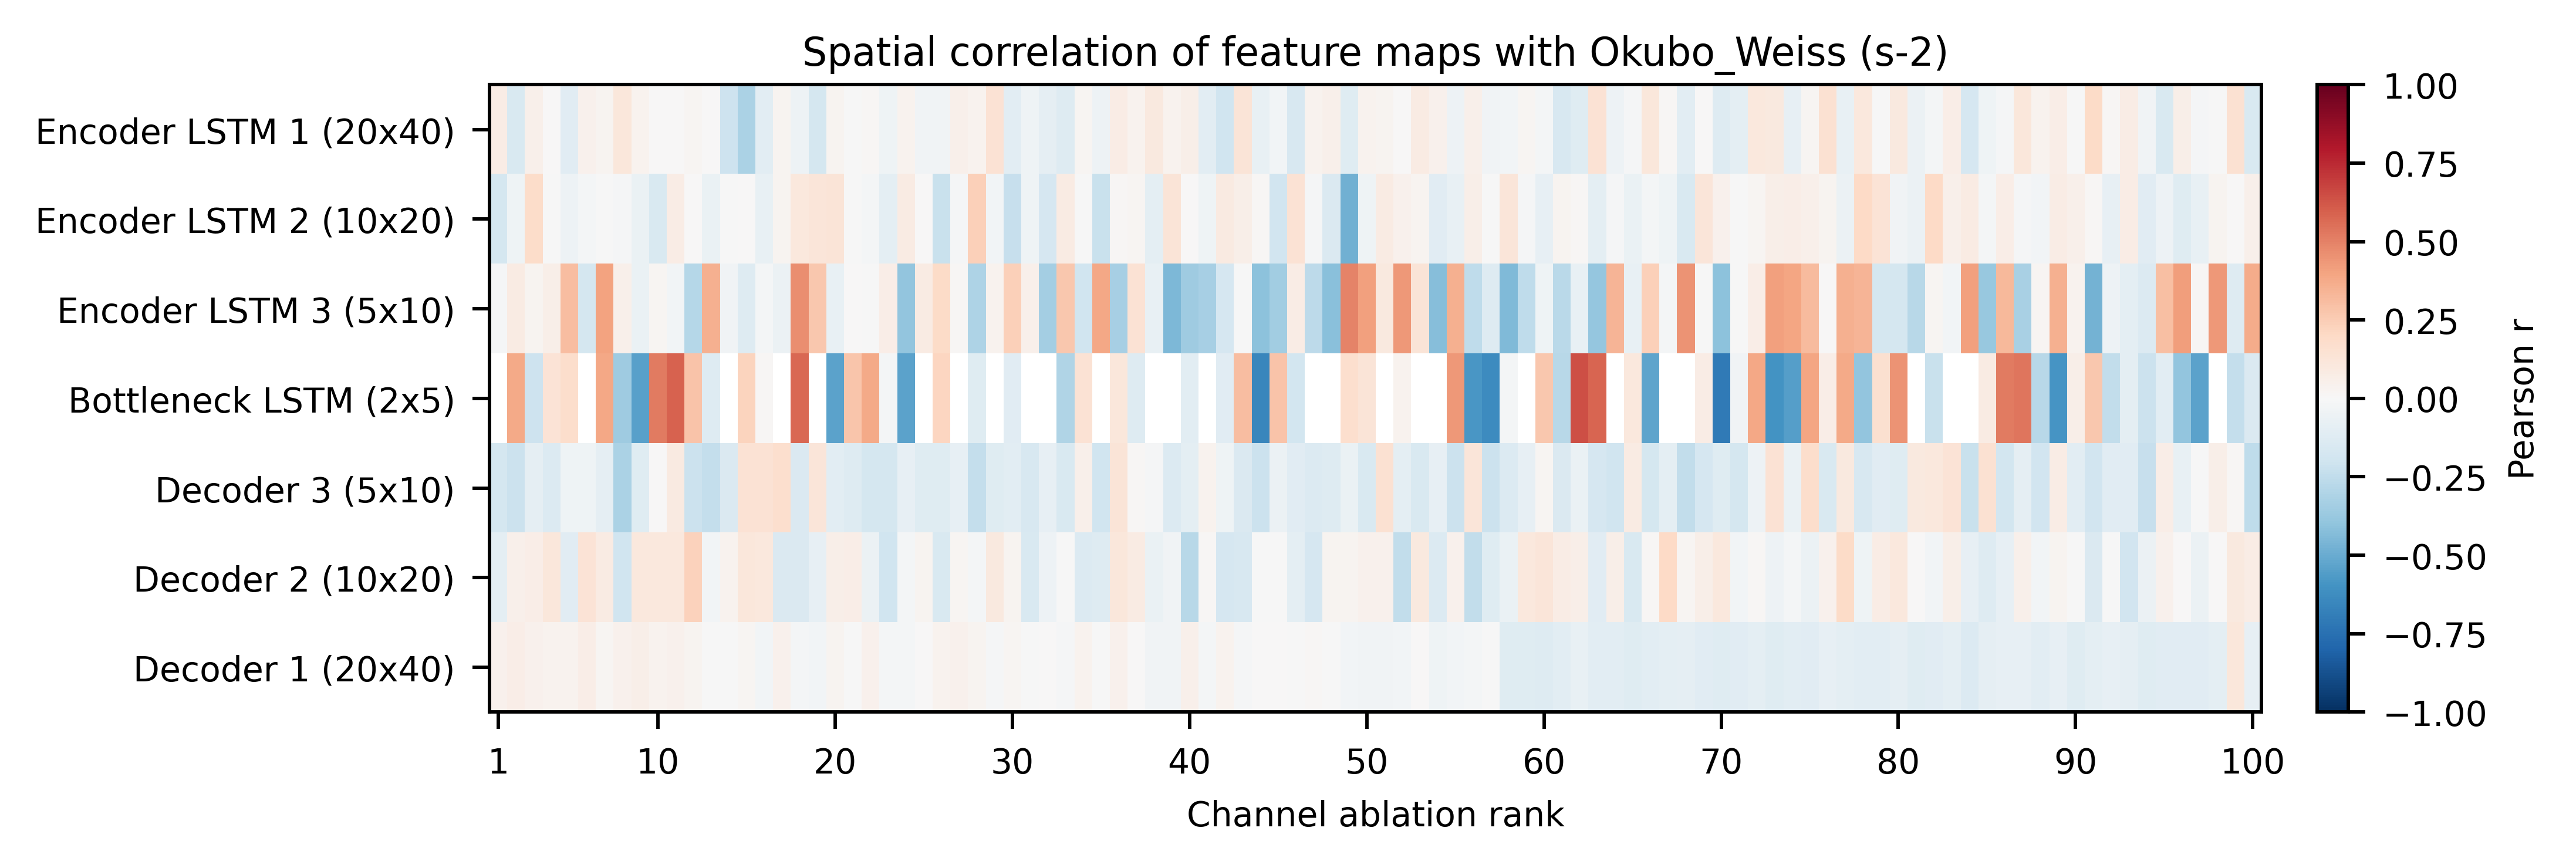 Spatial correlation of feature maps with Okubo_Weiss (s-2)
Encoder LSTM 1 (20x40)
Encoder LSTM 2 (10x20)
Encoder LSTM 3 (5x10)
Bottleneck LSTM (2x5)
Decoder 3 (5x10)
Decoder 2 (10x20)
Decoder 1 (20x40)
1 10 20 30 40 50 60 70 80 90 100
Channel ablation rank
1.00
0.75
0.50
0.25
0.00
−0.25
−0.50
−0.75
−1.00
Pearson r